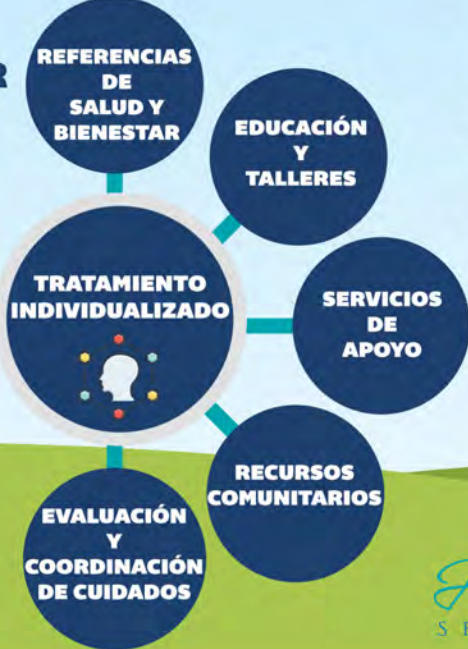 R
REFERENCIAS
DE
SALUD Y
BIENESTAR
EDUCACIÓN
Y
TALLERES
TRATAMIENTO
INDIVIDUALIZADO
SERVICIOS
DE
APOYO
RECURSOS
COMUNITARIOS
EVALUACIÓN
Y
COORDINACIÓN
DE CUIDADOS